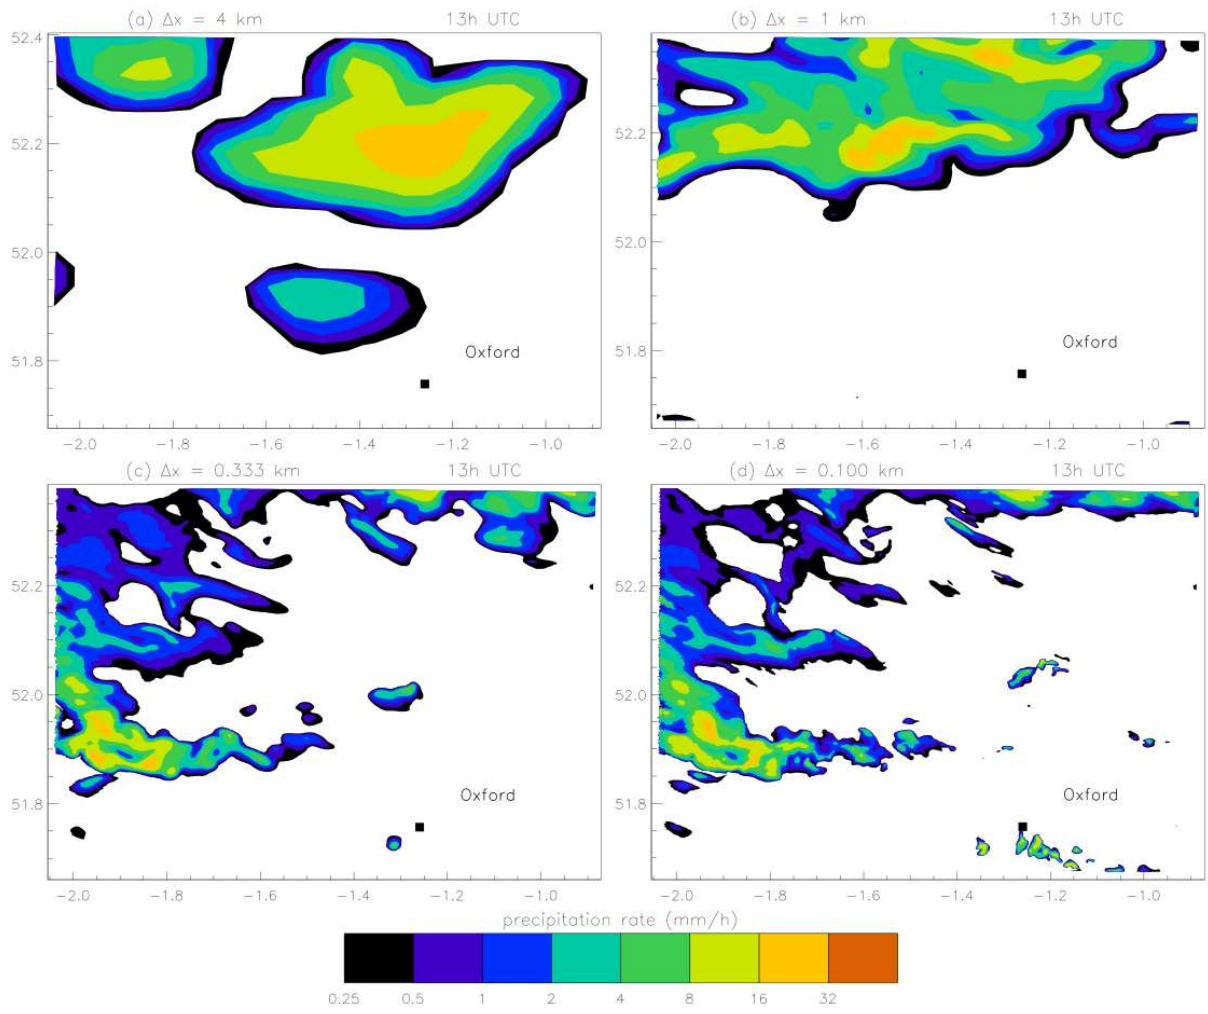 (a) Δx = 4 km 13h UTC
(b) Δx = 1 km 13h UTC
52.4
52.2
52.0
51.8
Oxford
−2.0 −1.8 −1.6 −1.4 −1.2 −1.0
52.2
52.0
51.8
Oxford
−2.0 −1.8 −1.6 −1.4 −1.2 −1.0
(c) Δx = 0.333 km 13h UTC
(d) Δx = 0.100 km 13h UTC
52.2
52.0
51.8
Oxford
−2.0 −1.8 −1.6 −1.4 −1.2 −1.0
52.2
52.0
51.8
Oxford
−2.0 −1.8 −1.6 −1.4 −1.2 −1.0
precipitation rate (mm/h)
0.25 0.5 1 2 4 8 16 32